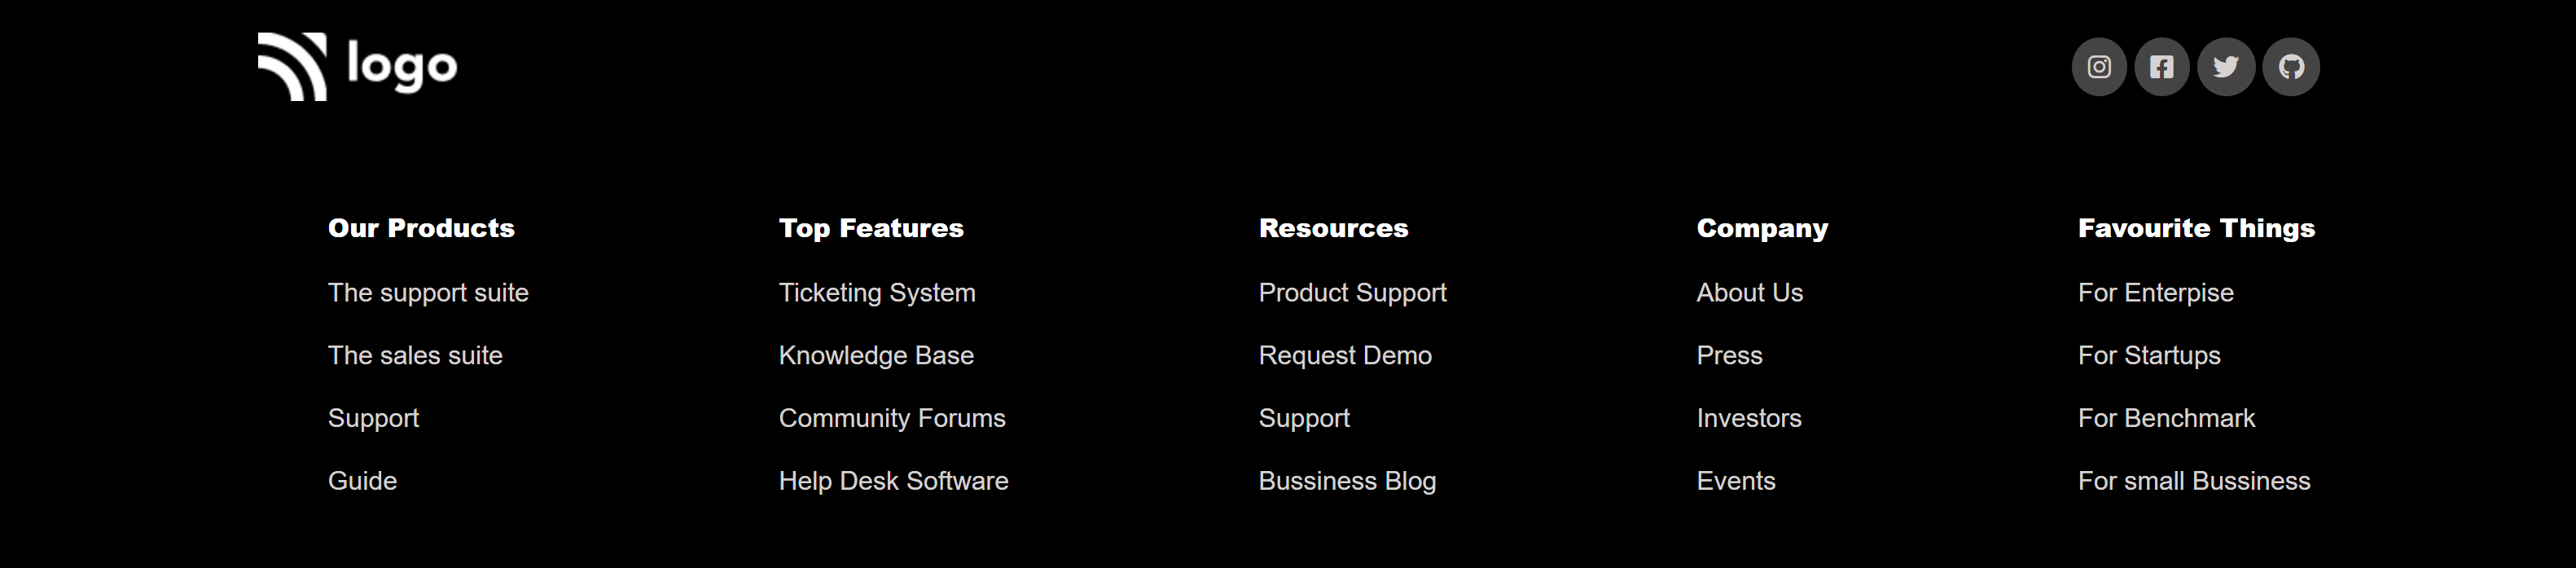 logo
Our Products
The support suite
The sales suite
Support
Guide
Top Features
Ticketing System
Knowledge Base
Community Forums
Help Desk Software
Resources
Product Support
Request Demo
Support
Bussiness Blog
Company
About Us
Press
Investors
Events
Favourite Things
For Enterpise
For Startups
For Benchmark
For small Bussiness